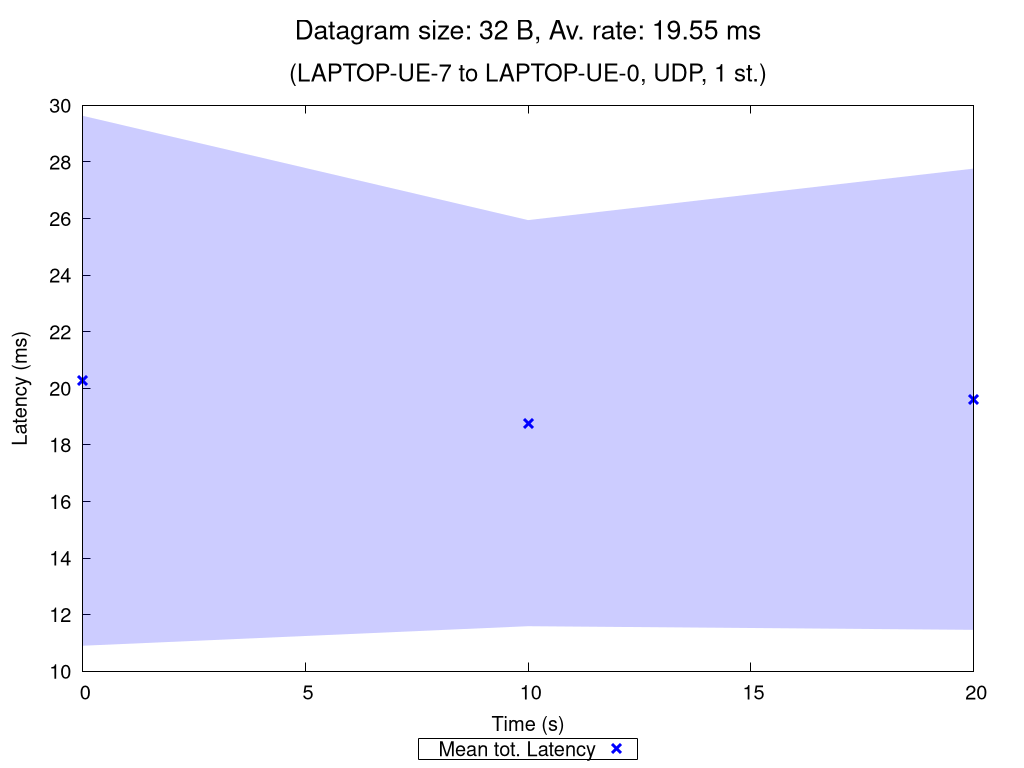 Datagram size: 32 B, Av. rate: 19.55 ms
(LAPTOP-UE-7 to LAPTOP-UE-0, UDP, 1 st.)
30
28
26
24
22
20
18
16
14
12
10
Latency (ms)
0 5 10 15 20
Time (s)
Mean tot. Latency